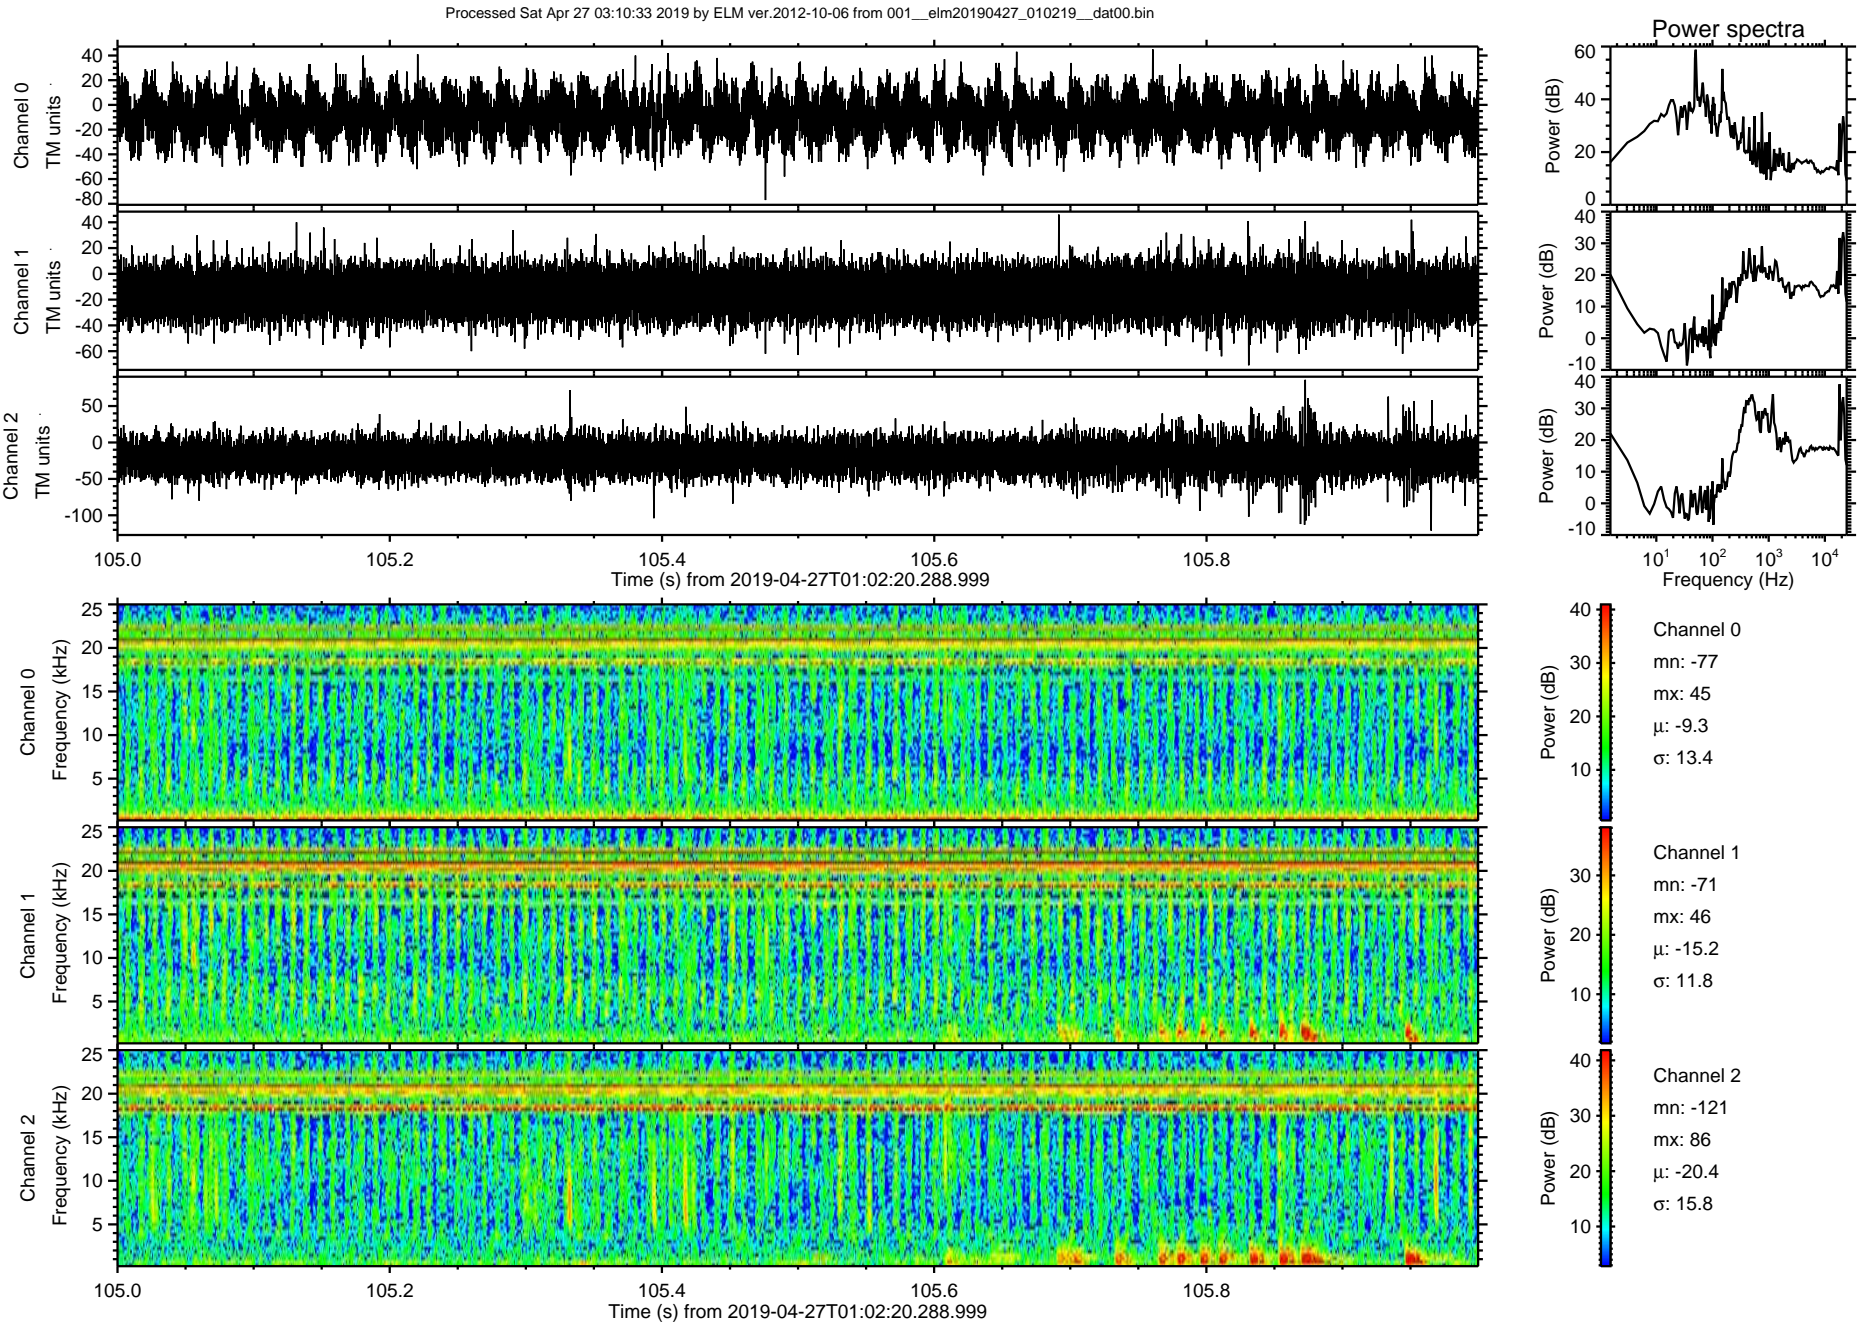 Processed Sat Apr 27 03:10:33 2019 by ELM ver.2012-10-06 from 001__elm20190427_010219__dat00.bin
Power spectra
Channel 0
TM units
40
20
0
-20
-40
-60
-80
Power (dB)
60
40
20
0
Channel 1
TM units
40
20
0
-20
-40
-60
Power (dB)
40
30
20
10
0
-10
Channel 2
TM units
50
0
-50
-100
Power (dB)
40
30
20
10
0
-10
105.0 105.2 105.4 105.6 105.8
Time (s) from 2019-04-27T01:02:20.288.999
10¹ 10² 10³ 10⁴
Frequency (Hz)
Channel 0
Frequency (kHz)
25
20
15
10
5
Power (dB)
40
30
20
10
Channel 0
mn: -77
mx: 45
μ: -9.3
σ: 13.4
Channel 1
Frequency (kHz)
25
20
15
10
5
Power (dB)
30
20
10
Channel 1
mn: -71
mx: 46
μ: -15.2
σ: 11.8
Channel 2
Frequency (kHz)
25
20
15
10
5
Power (dB)
40
30
20
10
Channel 2
mn: -121
mx: 86
μ: -20.4
σ: 15.8
105.0 105.2 105.4 105.6 105.8
Time (s) from 2019-04-27T01:02:20.288.999